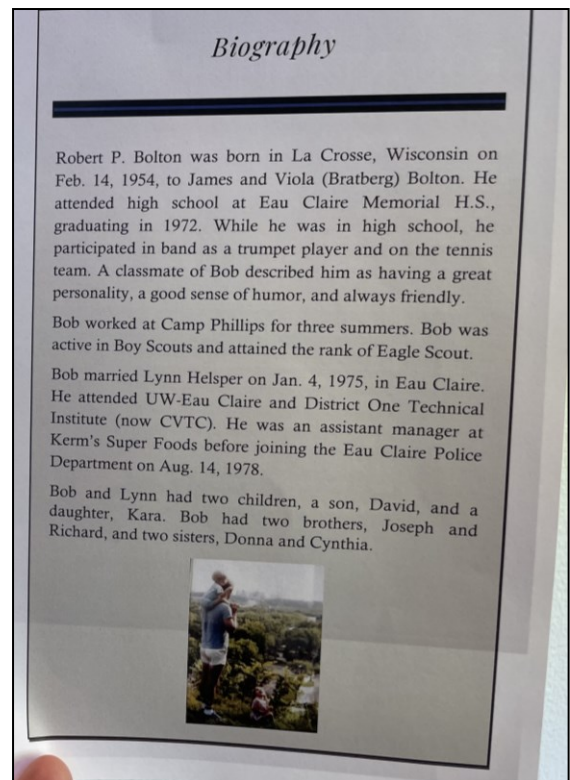 Biography
Robert P. Bolton was born in La Crosse, Wisconsin on
Feb. 14, 1954, to James and Viola (Bratberg) Bolton. He
attended high school at Eau Claire Memorial H.S.,
graduating in 1972. While he was in high school, he
participated in band as a trumpet player and on the tennis
team. A classmate of Bob described him as having a great
personality, a good sense of humor, and always friendly.
Bob worked at Camp Phillips for three summers. Bob was
active in Boy Scouts and attained the rank of Eagle Scout.
Bob married Lynn Helsper on Jan. 4, 1975, in Eau Claire.
He attended UW-Eau Claire and District One Technical
Institute (now CVTC). He was an assistant manager at
Kerm's Super Foods before joining the Eau Claire Police
Department on Aug. 14, 1978.
Bob and Lynn had two children, a son, David, and a
daughter, Kara. Bob had two brothers, Joseph and
Richard, and two sisters, Donna and Cynthia.